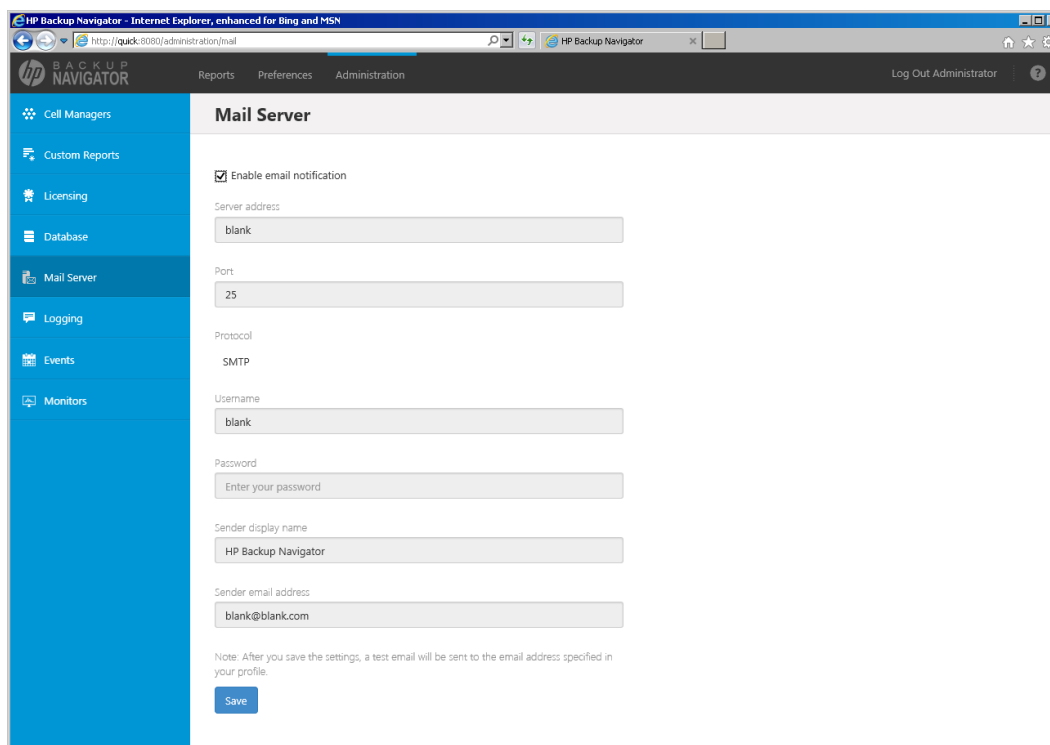 HP Backup Navigator - Internet Explorer, enhanced for Bing and MSN
http://quick:8080/administration/mail
HP Backup Navigator
hp BACKUP NAVIGATOR
Reports Preferences Administration
Log Out Administrator ?
Cell Managers
Custom Reports
Licensing
Database
Mail Server
Logging
Events
Monitors
Mail Server
Enable email notification
Server address
blank
Port
25
Protocol
SMTP
Username
blank
Password
Enter your password
Sender display name
HP Backup Navigator
Sender email address
blank@blank.com
Note: After you save the settings, a test email will be sent to the email address specified in
your profile.
Save